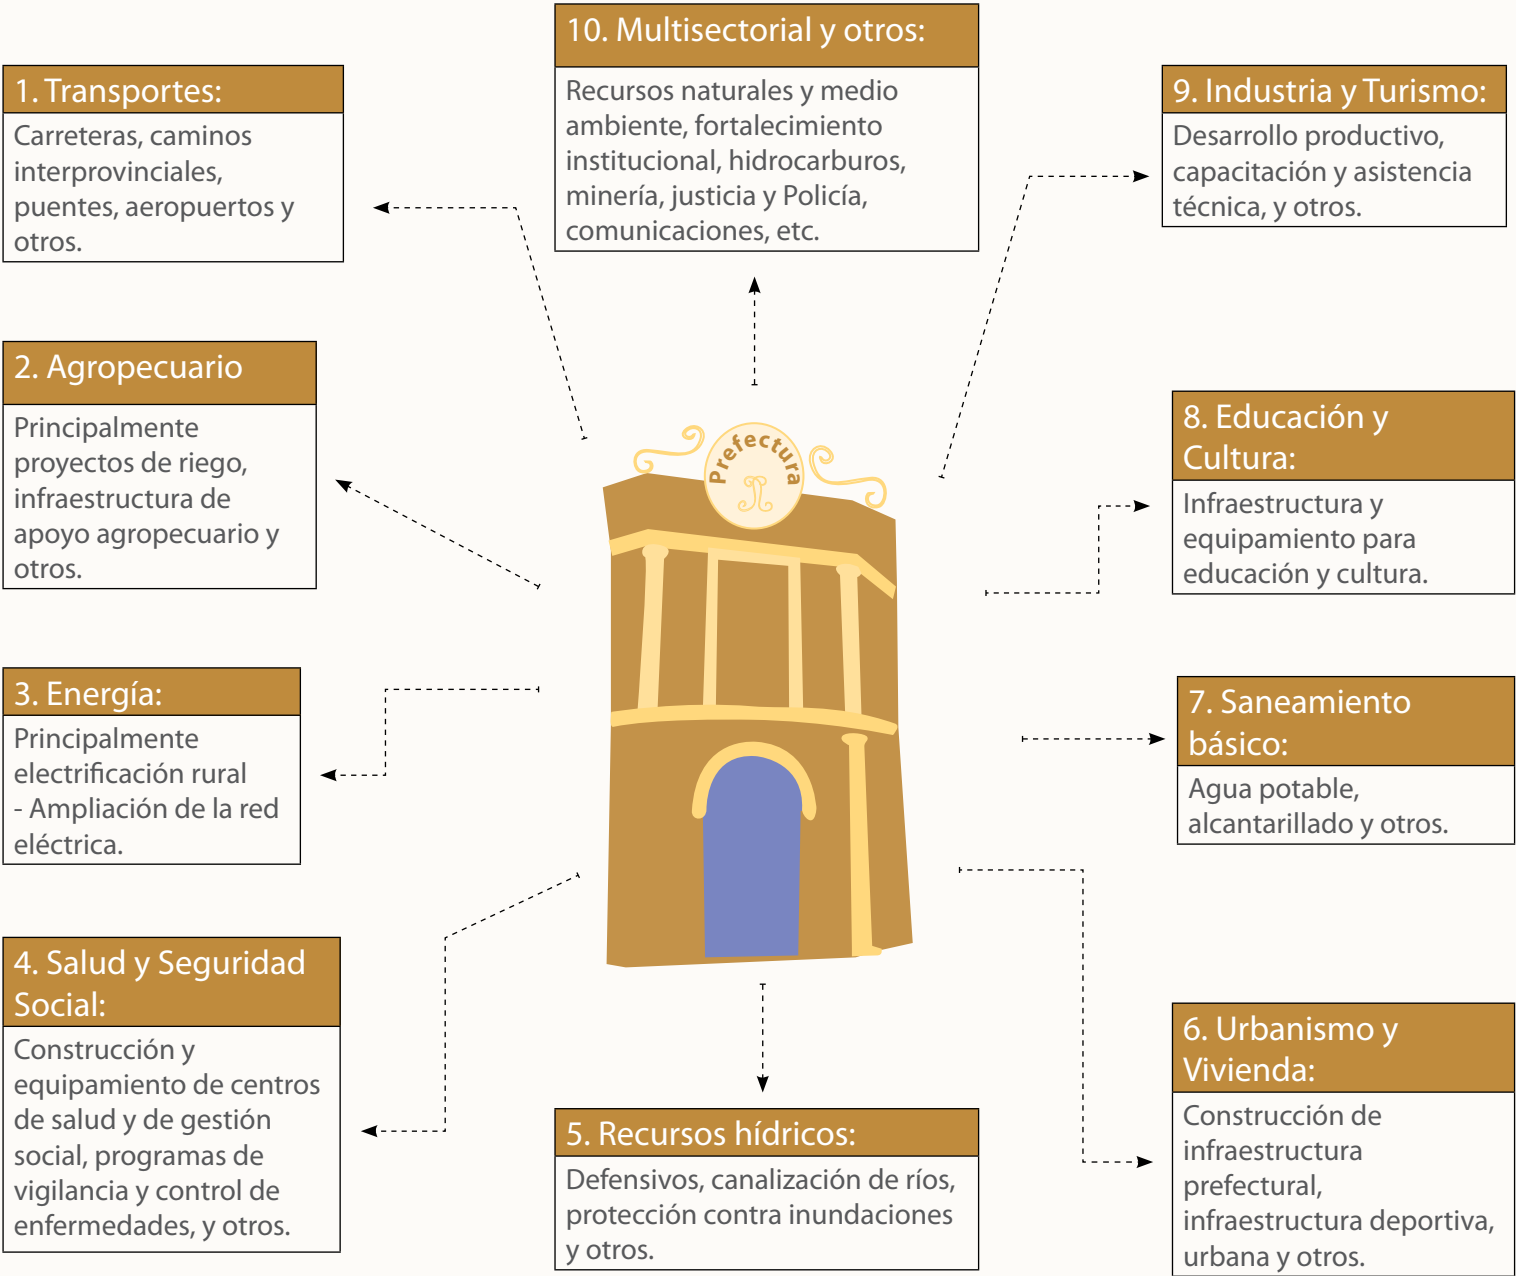 1. Transportes:
Carreteras, caminos
interprovinciales,
puentes, aeropuertos y
otros.
2. Agropecuario
Principalmente
proyectos de riego,
infraestructura de
apoyo agropecuario y
otros.
3. Energía:
Principalmente
electrificación rural
- Ampliación de la red
eléctrica.
4. Salud y Seguridad
Social:
Construcción y
equipamiento de centros
de salud y de gestión
social, programas de
vigilancia y control de
enfermedades, y otros.
5. Recursos hídricos:
Defensivos, canalización de ríos,
protección contra inundaciones
y otros.
6. Urbanismo y
Vivienda:
Construcción de
infraestructura
prefectural,
infraestructura deportiva,
urbana y otros.
7. Saneamiento
básico:
Agua potable,
alcantarillado y otros.
8. Educación y
Cultura:
Infraestructura y
equipamiento para
educación y cultura.
9. Industria y Turismo:
Desarrollo productivo,
capacitación y asistencia
técnica, y otros.
10. Multisectorial y otros:
Recursos naturales y medio
ambiente, fortalecimiento
institucional, hidrocarburos,
minería, justicia y Policía,
comunicaciones, etc.
Prefectura